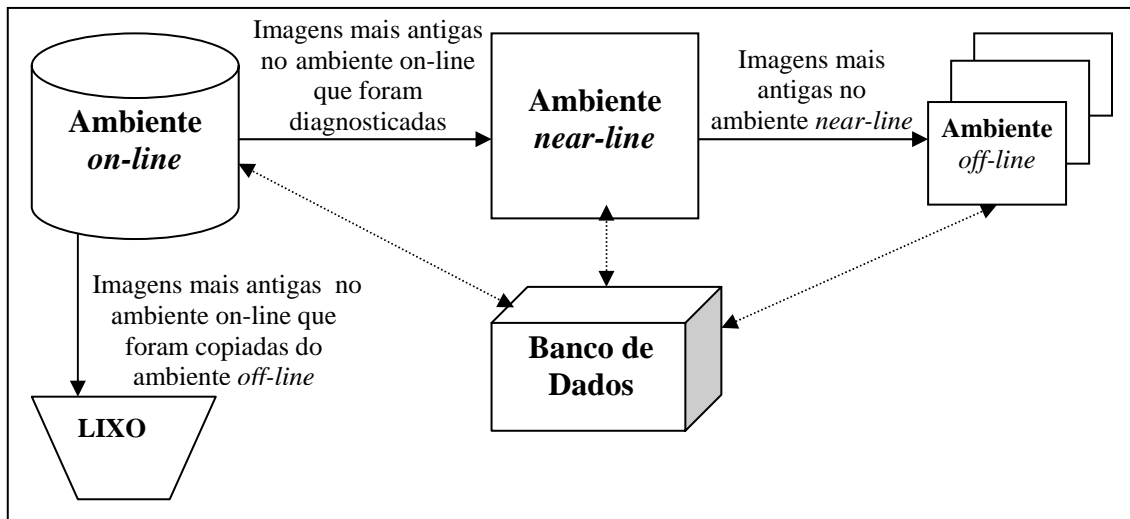 Ambiente
on-line
Imagens mais antigas
no ambiente on-line
que foram
diagnosticadas
Ambiente
near-line
Imagens mais
antigas no
ambiente near-line
Ambiente
off-line
Imagens mais antigas no
ambiente on-line que
foram copiadas do
ambiente off-line
LIXO
Banco de
Dados